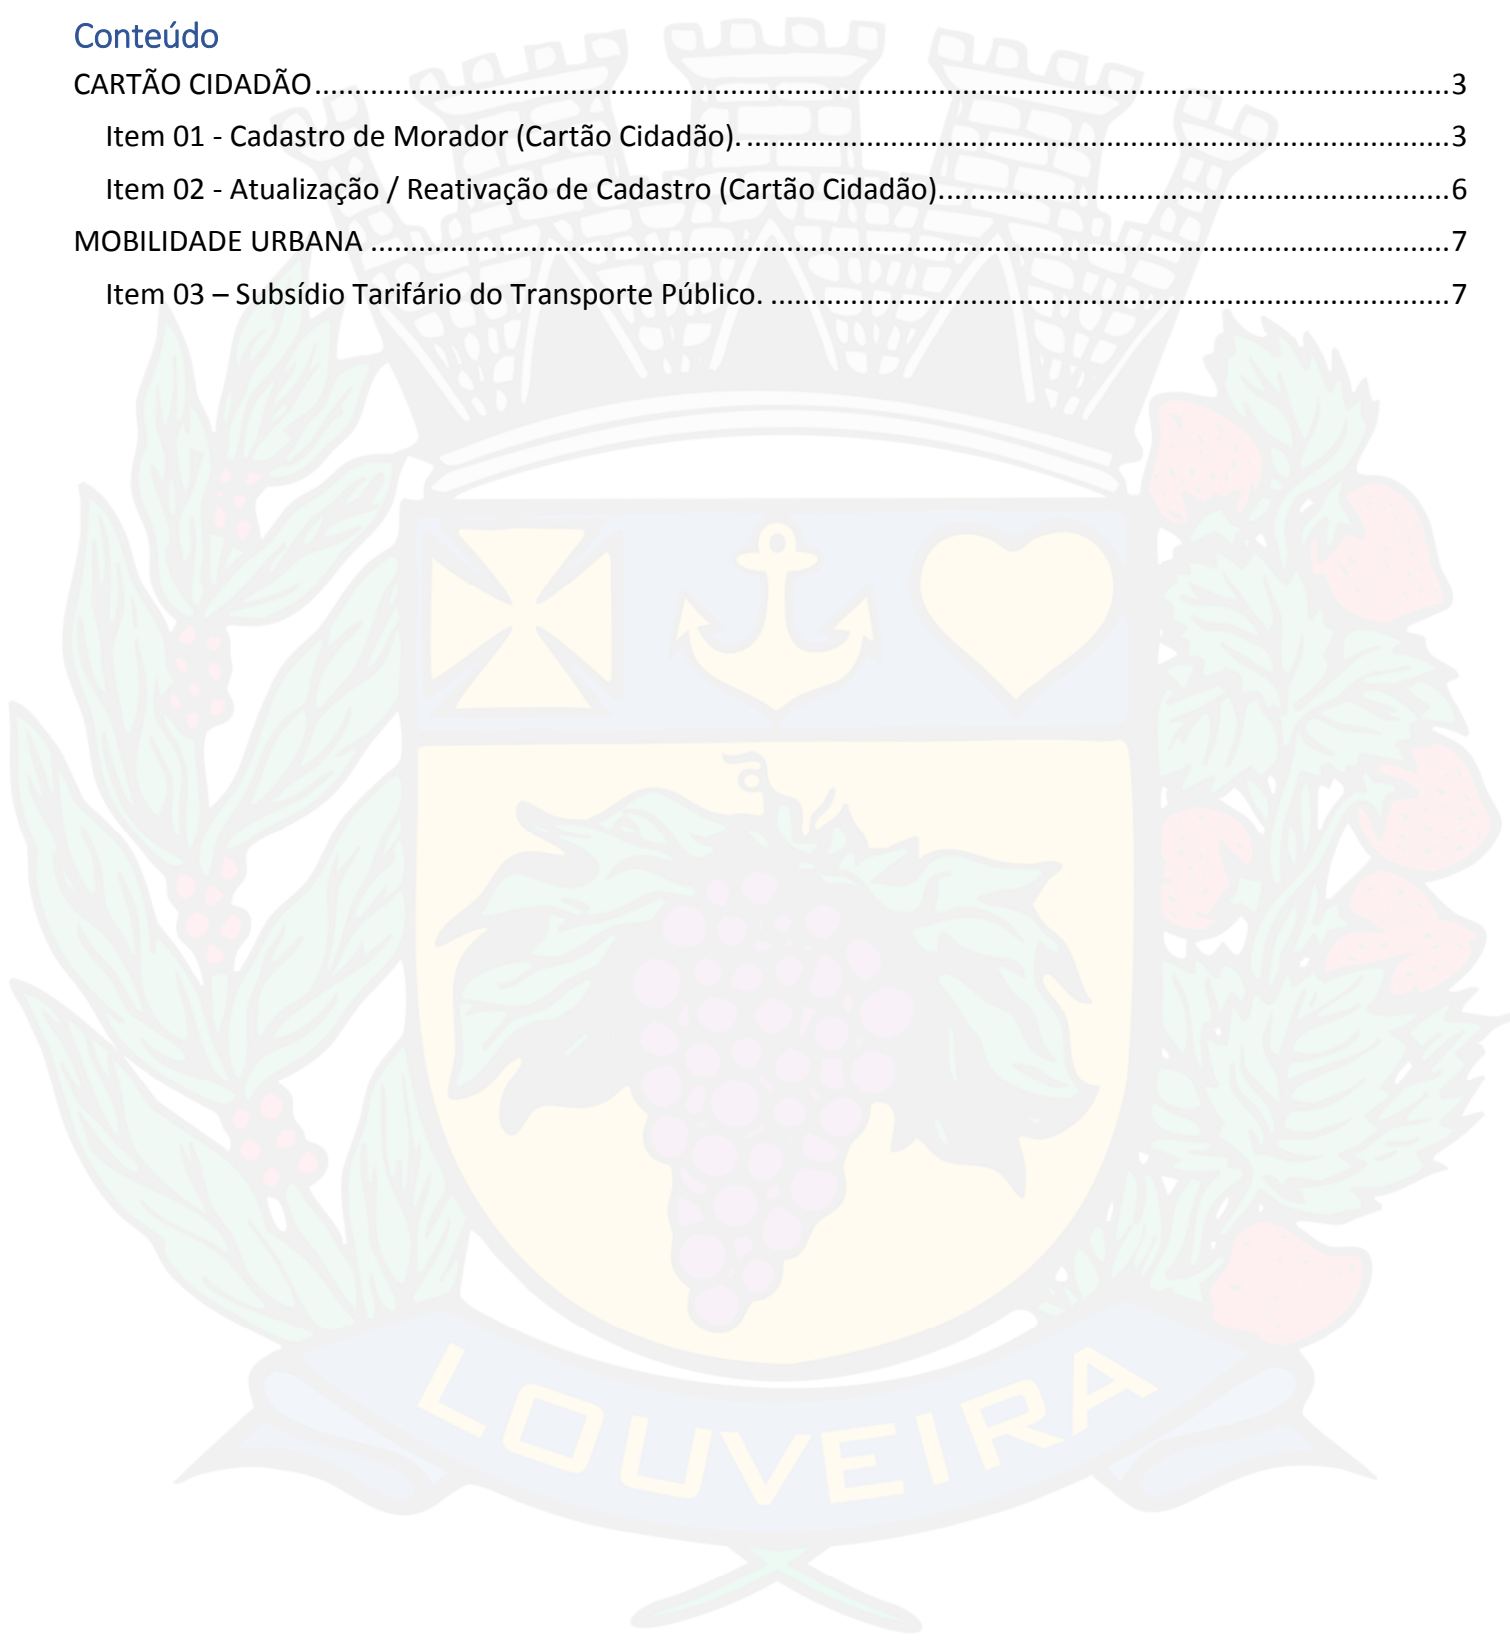 Conteúdo
CARTÃO CIDADÃO 3
Item 01 - Cadastro de Morador (Cartão Cidadão). 3
Item 02 - Atualização / Reativação de Cadastro (Cartão Cidadão) 6
MOBILIDADE URBANA 7
Item 03 – Subsídio Tarifário do Transporte Público. 7
LOUVEIRA